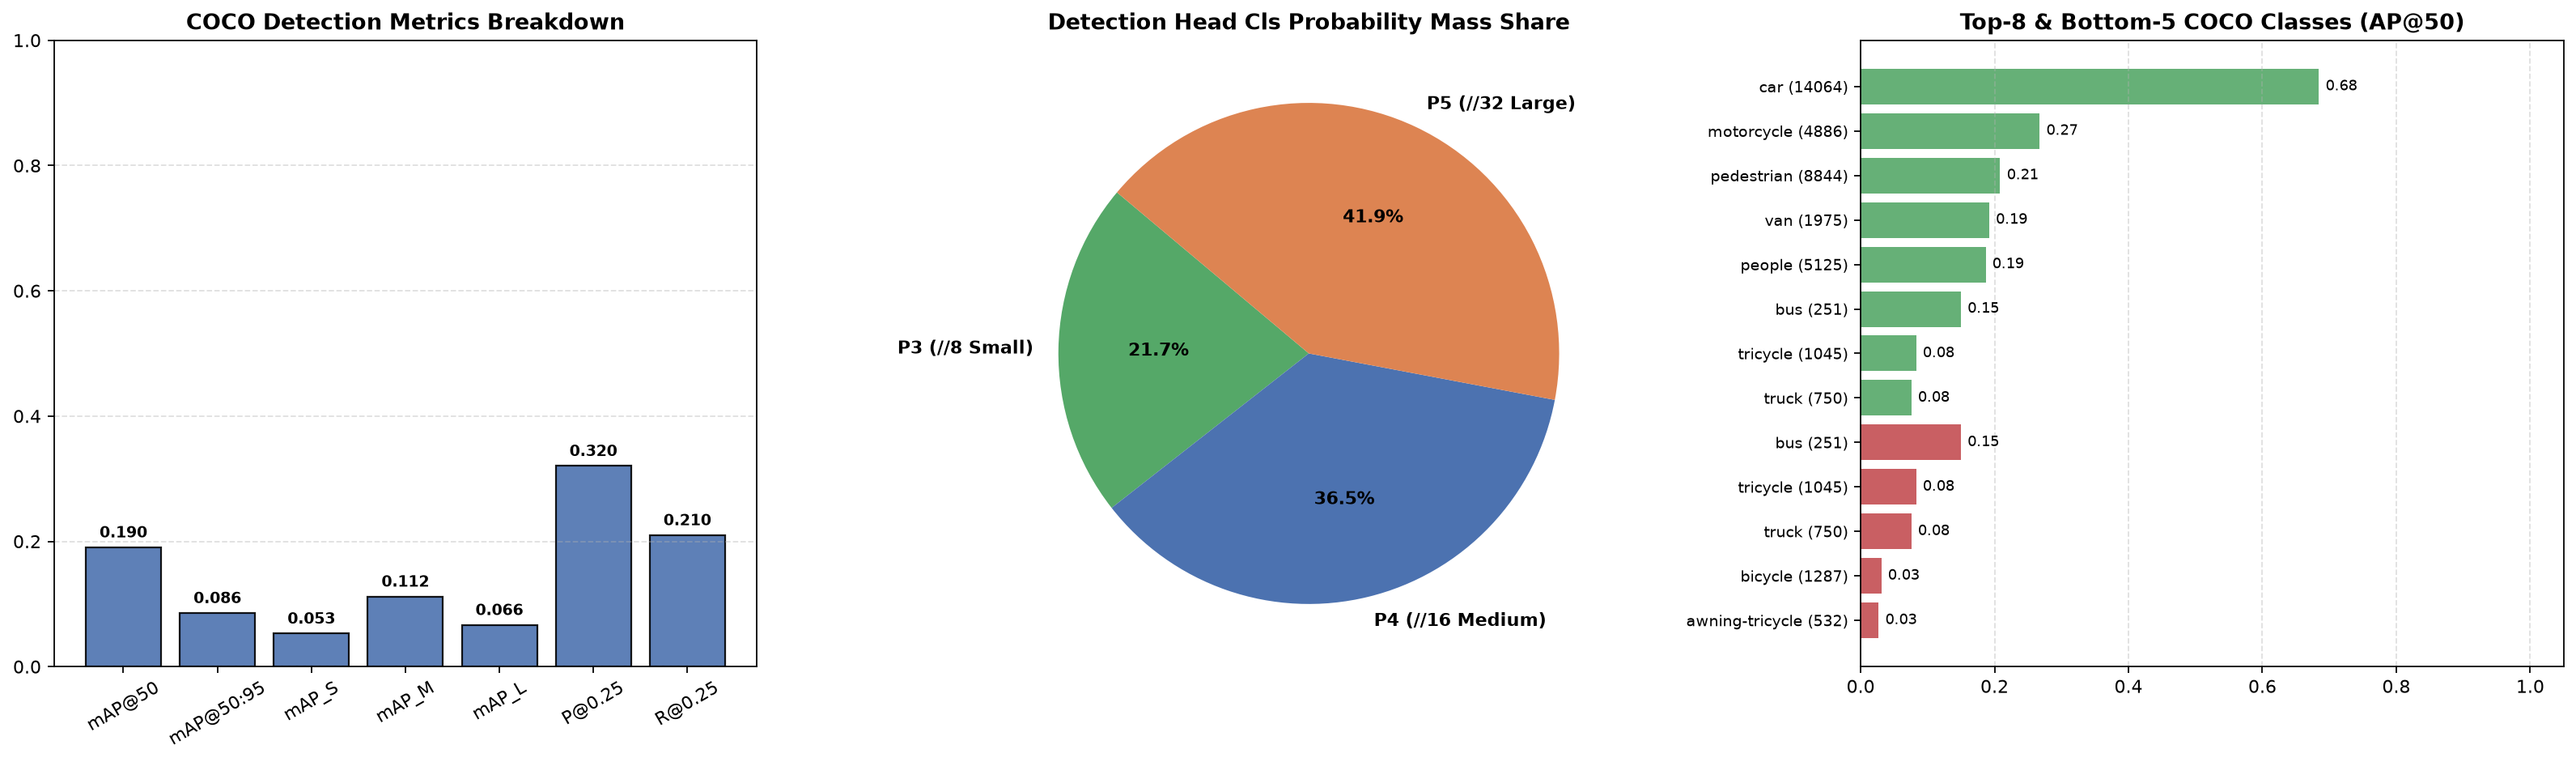 COCO Detection Metrics Breakdown
1.0
0.8
0.6
0.4
0.2
0.0
0.190
0.086
0.053
0.112
0.066
0.320
0.210
mAP@50
mAP@50:95
mAP_S
mAP_M
mAP_L
P@0.25
R@0.25
Detection Head Cls Probability Mass Share
P5 (//32 Large)
41.9%
P3 (//8 Small)
21.7%
36.5%
P4 (//16 Medium)
Top-8 & Bottom-5 COCO Classes (AP@50)
car (14064) 0.68
motorcycle (4886) 0.27
pedestrian (8844) 0.21
van (1975) 0.19
people (5125) 0.19
bus (251) 0.15
tricycle (1045) 0.08
truck (750) 0.08
bus (251) 0.15
tricycle (1045) 0.08
truck (750) 0.08
bicycle (1287) 0.03
awning-tricycle (532) 0.03
0.0 0.2 0.4 0.6 0.8 1.0